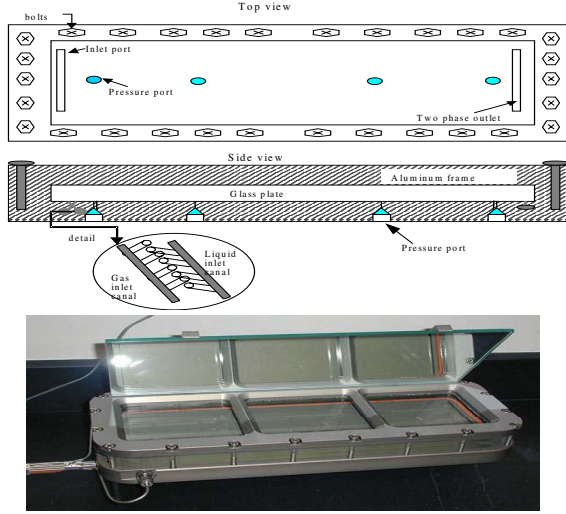 Top view
bolts
Inlet port
Pressure port
Two phase outlet
Side view
Aluminum frame
Glass plate
detail
Pressure port
Gas
inlet
canal
Liquid
inlet
canal